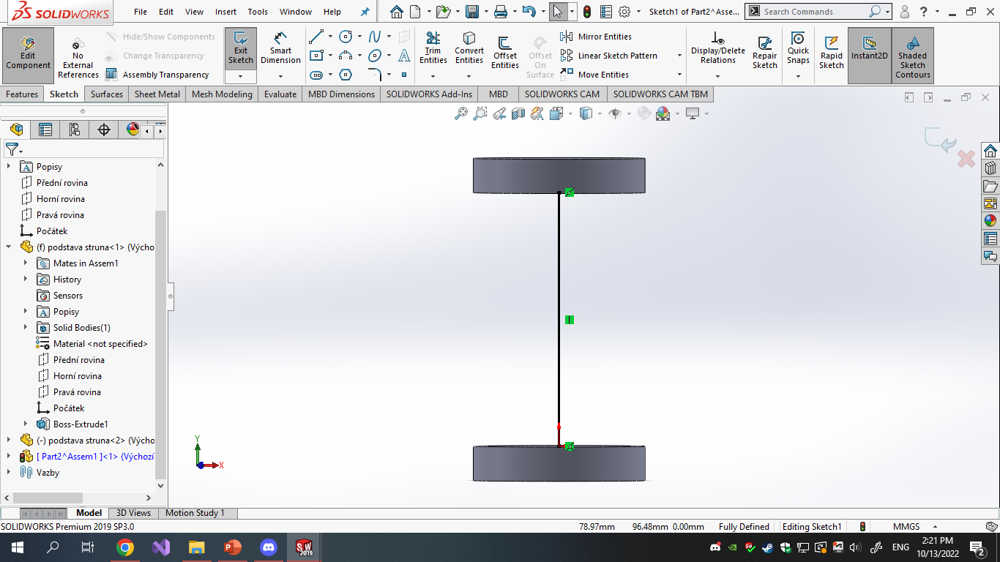 SOLIDWORKS File Edit View Insert Tools Window Help Sketch1 of Part2^Asse... Search Commands ?
Edit Component
No External References
Hide/Show Components
Change Transparency
Assembly Transparency
Exit Sketch
Smart Dimension
Trim Entities
Convert Entities
Offset Entities
Offset On Surface
Mirror Entities
Linear Sketch Pattern
Move Entities
Display/Delete Relations
Repair Sketch
Quick Snaps
Rapid Sketch
Instant2D
Shaded Sketch Contours
Features Sketch Surfaces Sheet Metal Mesh Modeling Evaluate MBD Dimensions SOLIDWORKS Add-Ins MBD SOLIDWORKS CAM SOLIDWORKS CAM TBM
Popisy
Přední rovina
Horní rovina
Pravá rovina
Počátek
(f) podstava struna<1> (Výcho
Mates in Assem1
History
Sensors
Popisy
Solid Bodies(1)
Material <not specified>
Přední rovina
Horní rovina
Pravá rovina
Počátek
Boss-Extrude1
(-) podstava struna<2> (Výcho
[ Part2^Assem1 ]<1> (Výchozí
Vazby
Y
X
Model 3D Views Motion Study 1
SOLIDWORKS Premium 2019 SP3.0 78.97mm 96.48mm 0.00mm Fully Defined Editing Sketch1 MMGS
ENG 2:21 PM
10/13/2022
2